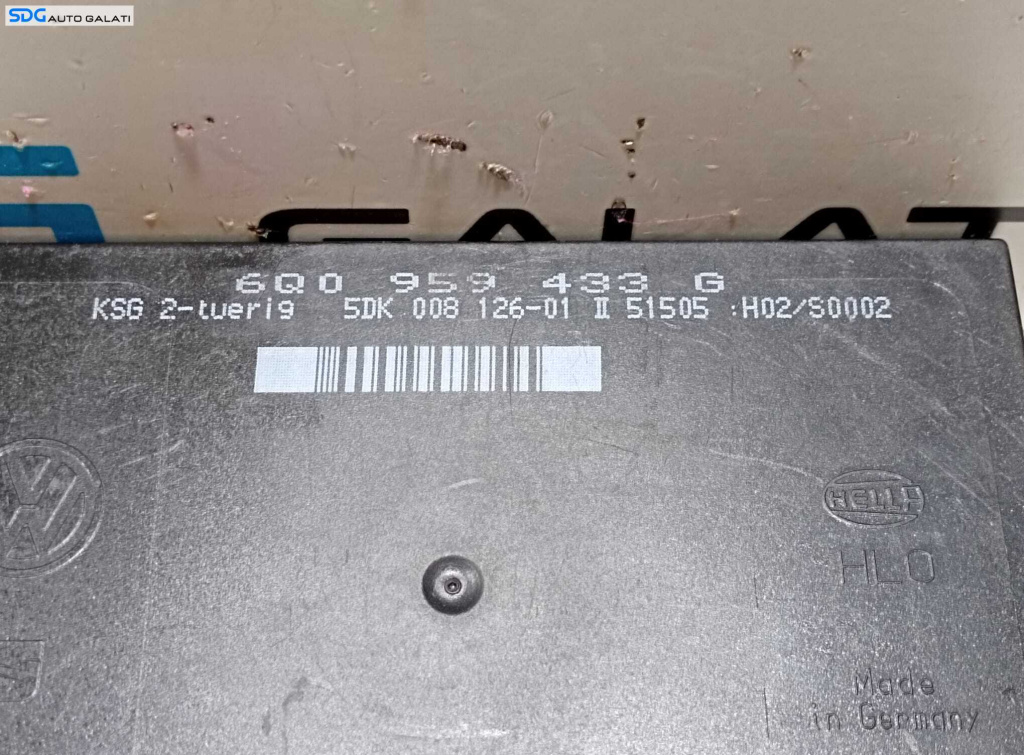 SDG AUTO GALATI
GALAT
6Q0 959 433 G
KSG 2-tuerig 5DK 008 126-01 II 51505 :H02/S0002
HELLA
HLO
Made
in Germany